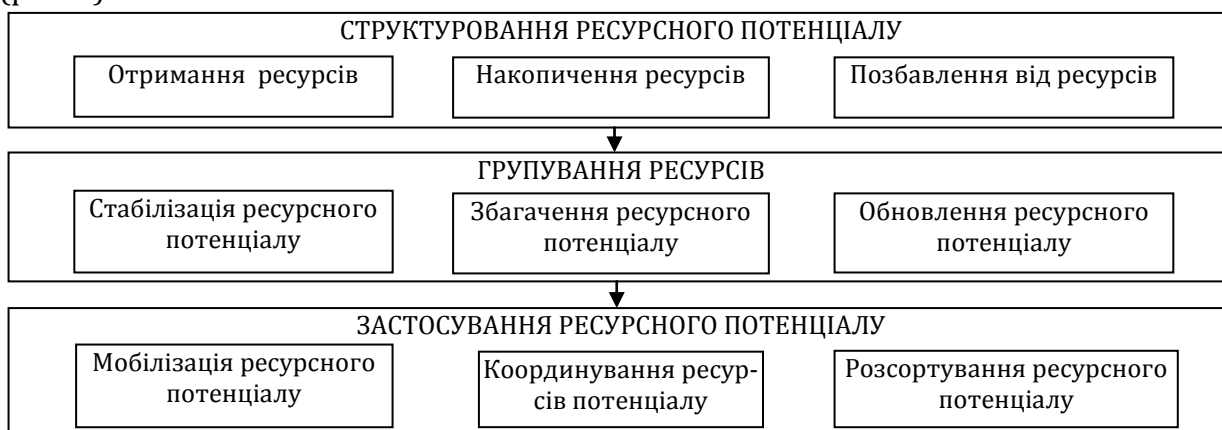 СТРУКТУРОВАННЯ РЕСУРСНОГО ПОТЕНЦІАЛУ
Отримання ресурсів
Накопичення ресурсів
Позбавлення від ресурсів
ГРУПУВАННЯ РЕСУРСІВ
Стабілізація ресурсного
потенціалу
Збагачення ресурсного
потенціалу
Обновлення ресурсного
потенціалу
ЗАСТОСУВАННЯ РЕСУРСНОГО ПОТЕНЦІАЛУ
Мобілізація ресурсного
потенціалу
Координування ресур-
сів потенціалу
Розсортування ресурсного
потенціалу